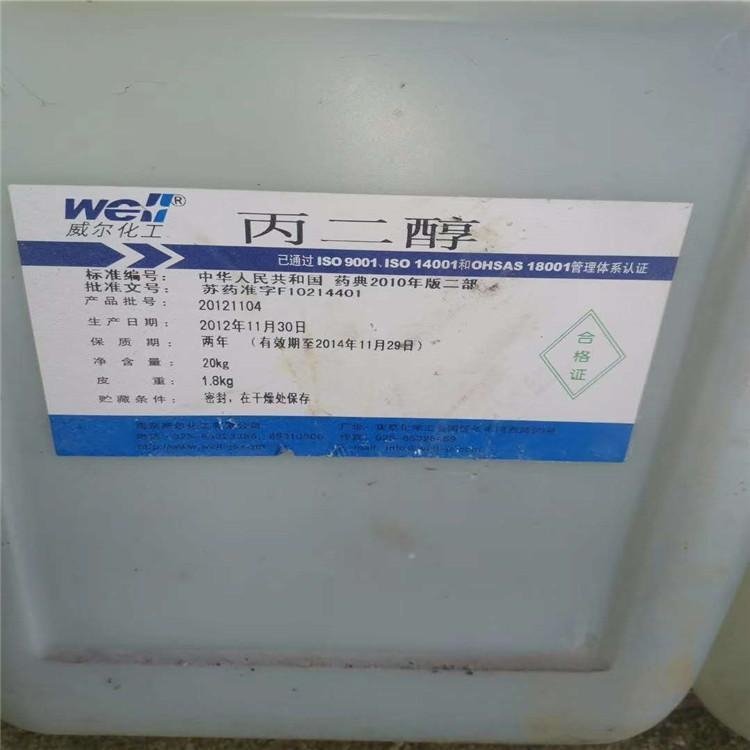 well®
威尔化工
丙二醇
已通过ISO 9001、ISO 14001和OHSAS 18001管理体系认证
标准编号： 中华人民共和国 药典2010年版二部
批准文号： 苏药准字F10214401
产品批号： 20121104
生产日期： 2012年11月30日
保质期： 两年 （有效期至2014年11月29日）
净含量： 20kg
皮重： 1.8kg
贮藏条件： 密封，在干燥处保存
合格证